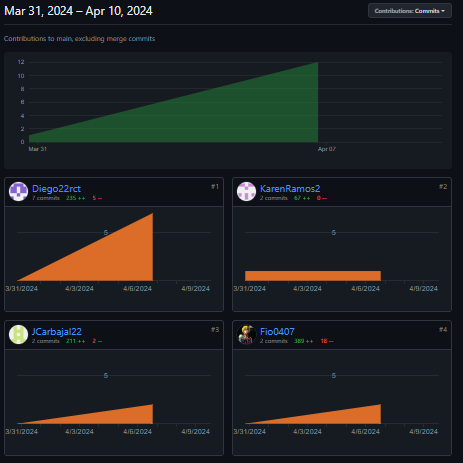 Mar 31, 2024 – Apr 10, 2024
Contributions: Commits
Contributions to main, excluding merge commits
12
10
8
6
4
2
0
Mar 31 Apr 07
Diego22rct #1
7 commits 235 ++ 5 --
5
3/31/2024 4/3/2024 4/6/2024 4/9/2024
KarenRamos2 #2
2 commits 67 ++ 0 --
5
3/31/2024 4/3/2024 4/6/2024 4/9/2024
JCarbajal22 #3
2 commits 211 ++ 2 --
5
3/31/2024 4/3/2024 4/6/2024 4/9/2024
Fio0407 #4
2 commits 389 ++ 18 --
5
3/31/2024 4/3/2024 4/6/2024 4/9/2024